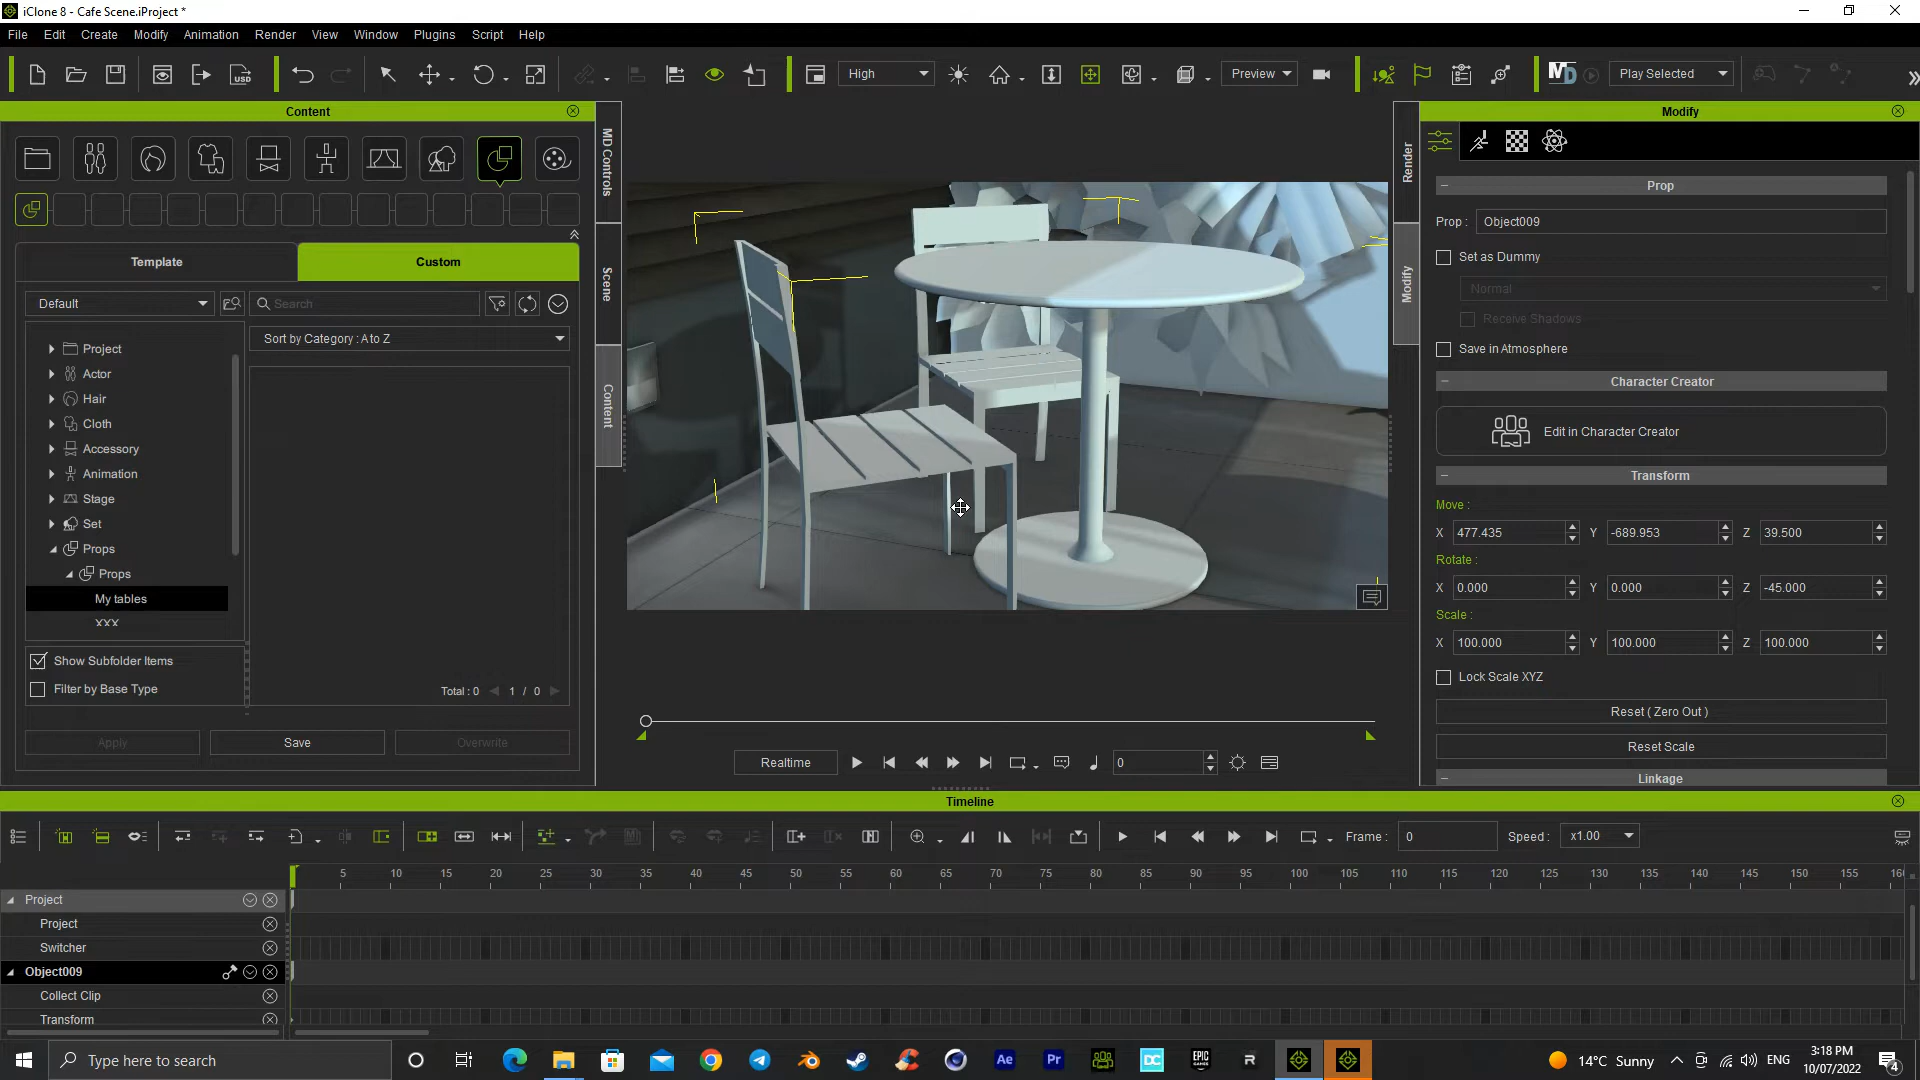 iClone 8 - Cafe Scene.iProject *
File Edit Create Modify Animation Render View Window Plugins Script Help
USD High Preview MD Play Selected
Content
Modify
MD Controls
Scene
Content
Render
Modify
Template Custom
Default Search
Sort by Category : A to Z
Project
Actor
Hair
Cloth
Accessory
Animation
Stage
Set
Props
Props
My tables
XXX
Show Subfolder Items
Filter by Base Type
Total : 0 1 / 0
Apply Save Overwrite
Prop
Prop : Object009
Set as Dummy
Normal
Receive Shadows
Save in Atmosphere
Character Creator
Edit in Character Creator
Transform
Move :
X 477.435 Y -689.953 Z 39.500
Rotate :
X 0.000 Y 0.000 Z -45.000
Scale :
X 100.000 Y 100.000 Z 100.000
Lock Scale XYZ
Reset ( Zero Out )
Reset Scale
Linkage
Realtime 0
Timeline
Frame : 0 Speed : x1.00
5 10 15 20 25 30 35 40 45 50 55 60 65 70 75 80 85 90 95 100 105 110 115 120 125 130 135 140 145 150 155 16
Project
Project
Switcher
Object009
Collect Clip
Transform
Type here to search Ae Pr DC EPIC GAMES R 14°C Sunny ENG 3:18 PM
10/07/2022
4